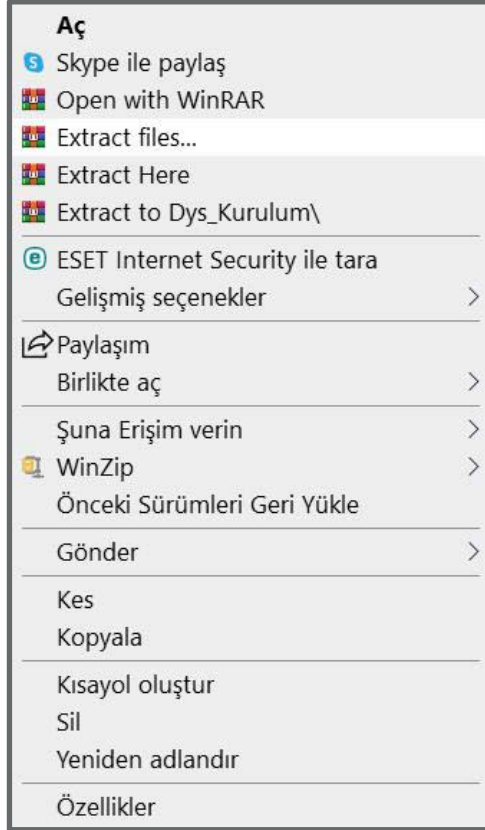 Aç
Skype ile paylaş
Open with WinRAR
Extract files...
Extract Here
Extract to Dys_Kurulum\
ESET Internet Security ile tara
Gelişmiş seçenekler
Paylaşım
Birlikte aç
Şuna Erişim verin
WinZip
Önceki Sürümleri Geri Yükle
Gönder
Kes
Kopyala
Kısayol oluştur
Sil
Yeniden adlandır
Özellikler